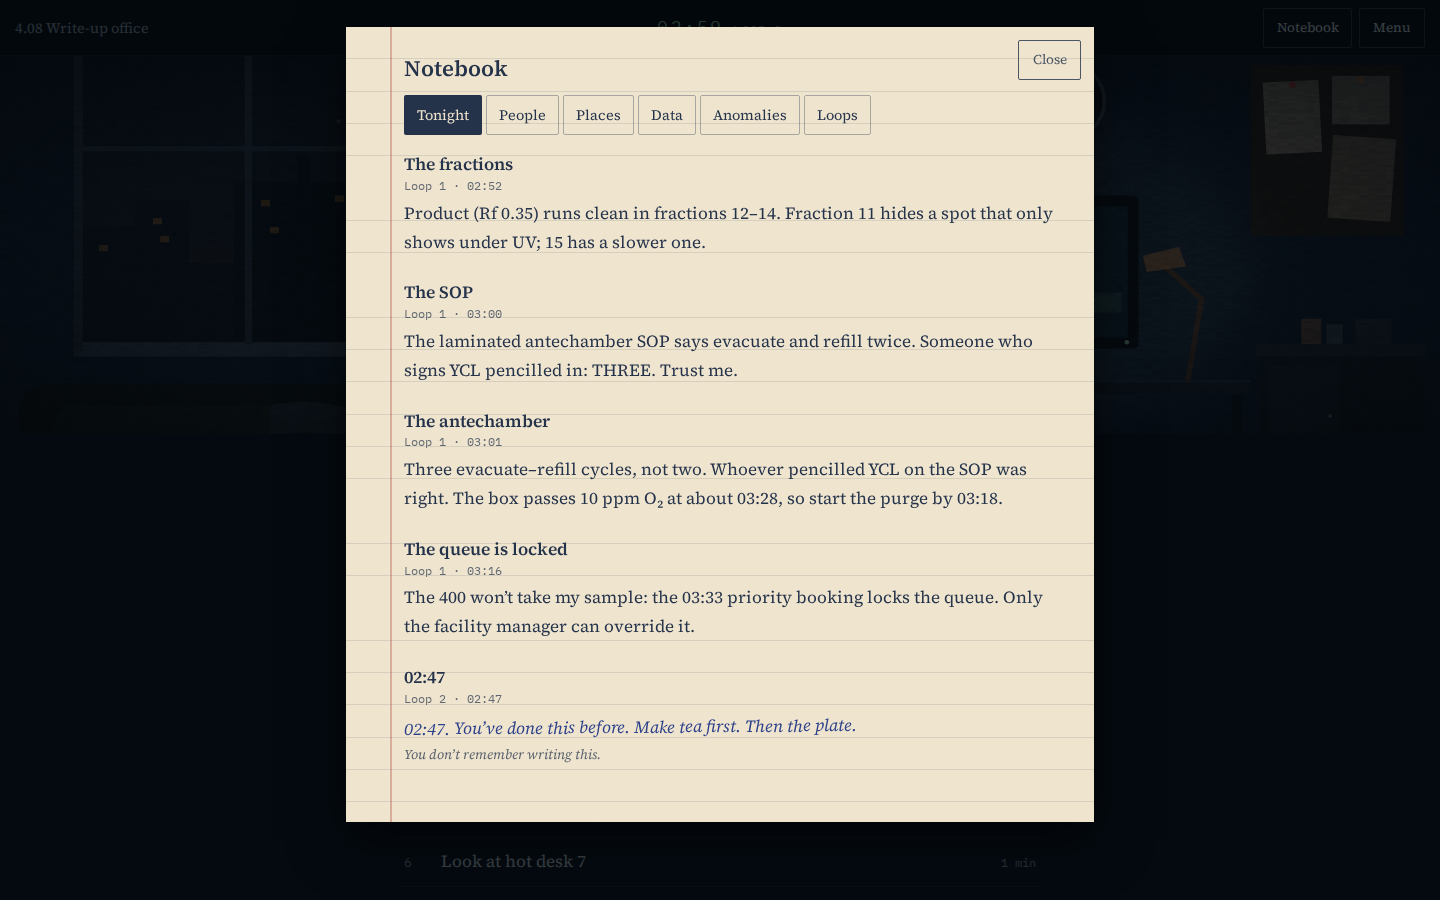 4.08 Write-up office
Notebook
Menu
Notebook
Close
Tonight
People
Places
Data
Anomalies
Loops
The fractions
Loop 1 · 02:52
Product (Rf 0.35) runs clean in fractions 12–14. Fraction 11 hides a spot that only
shows under UV; 15 has a slower one.
The SOP
Loop 1 · 03:00
The laminated antechamber SOP says evacuate and refill twice. Someone who
signs YCL pencilled in: THREE. Trust me.
The antechamber
Loop 1 · 03:01
Three evacuate–refill cycles, not two. Whoever pencilled YCL on the SOP was
right. The box passes 10 ppm O₂ at about 03:28, so start the purge by 03:18.
The queue is locked
Loop 1 · 03:16
The 400 won’t take my sample: the 03:33 priority booking locks the queue. Only
the facility manager can override it.
02:47
Loop 2 · 02:47
02:47. You’ve done this before. Make tea first. Then the plate.
You don’t remember writing this.
6 Look at hot desk 7 1 min